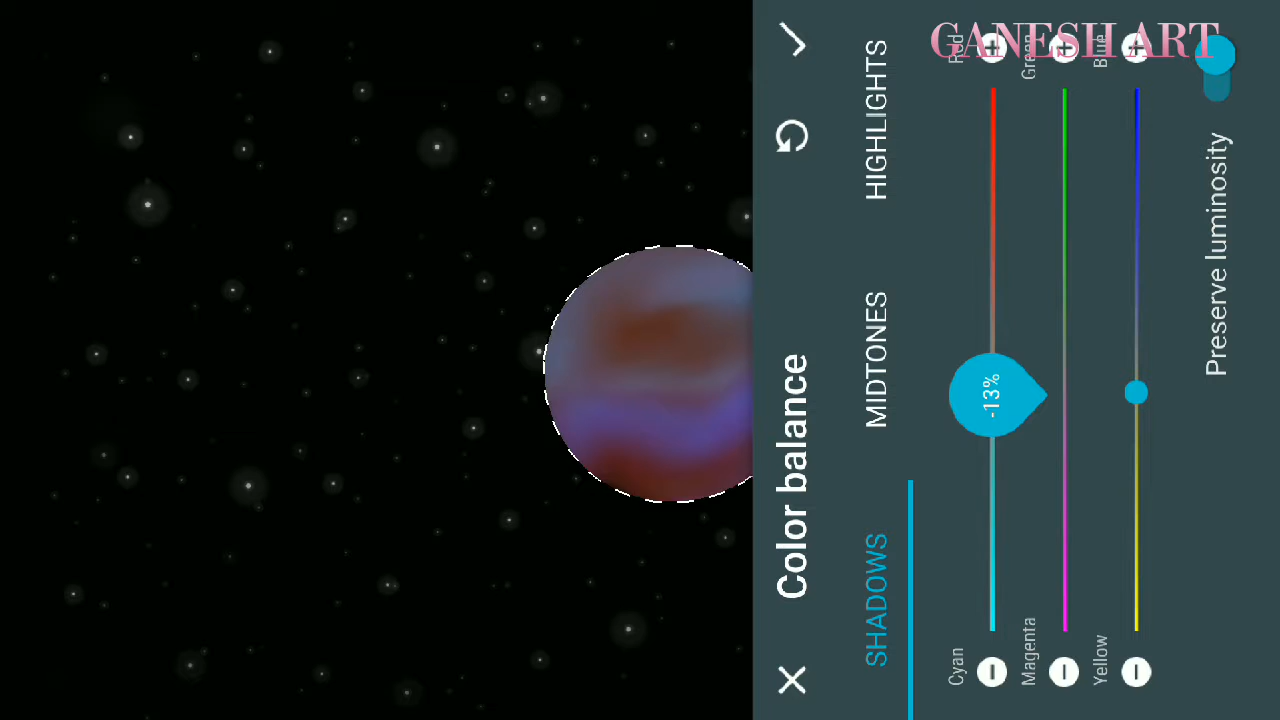 GANESH ART
Color balance
SHADOWS
MIDTONES
HIGHLIGHTS
Cyan
Red
-13%
Magenta
Green
Yellow
Blue
Preserve luminosity